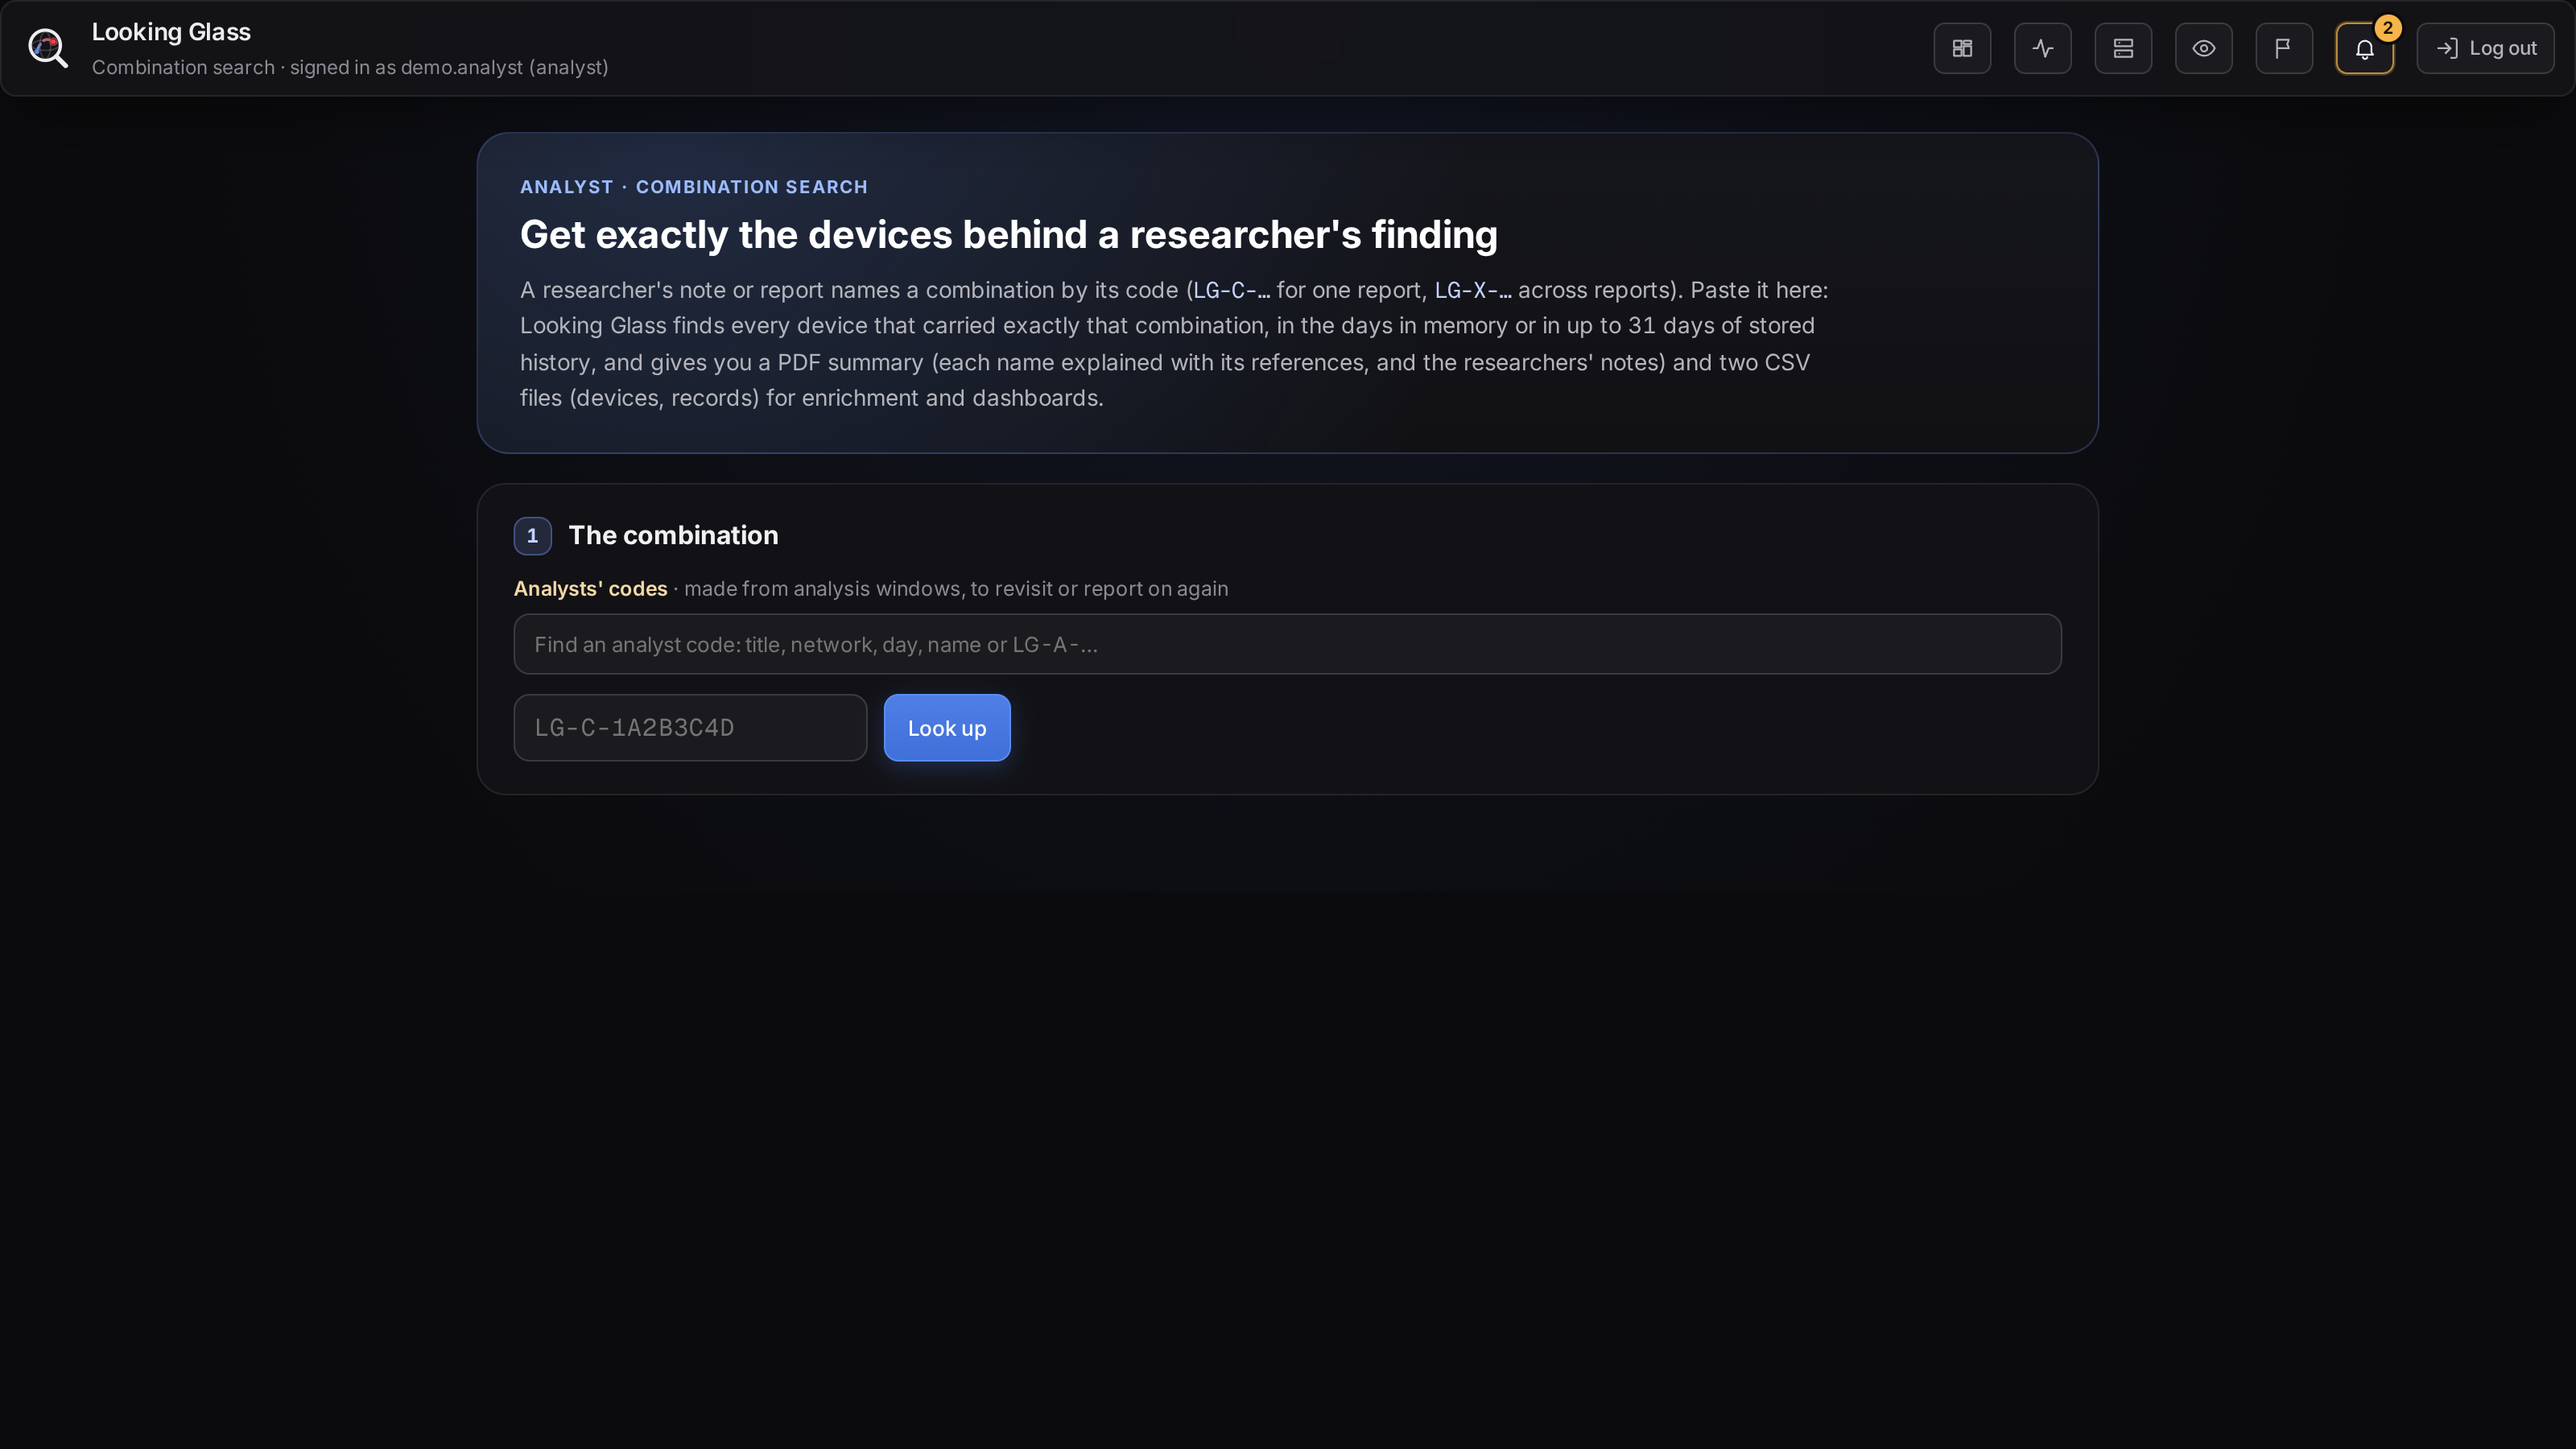 Looking Glass
Combination search · signed in as demo.analyst (analyst)
2
Log out
ANALYST · COMBINATION SEARCH
Get exactly the devices behind a researcher's finding
A researcher's note or report names a combination by its code (LG-C-… for one report, LG-X-… across reports). Paste it here:
Looking Glass finds every device that carried exactly that combination, in the days in memory or in up to 31 days of stored
history, and gives you a PDF summary (each name explained with its references, and the researchers' notes) and two CSV
files (devices, records) for enrichment and dashboards.
1 The combination
Analysts' codes · made from analysis windows, to revisit or report on again
Find an analyst code: title, network, day, name or LG-A-…
LG-C-1A2B3C4D
Look up